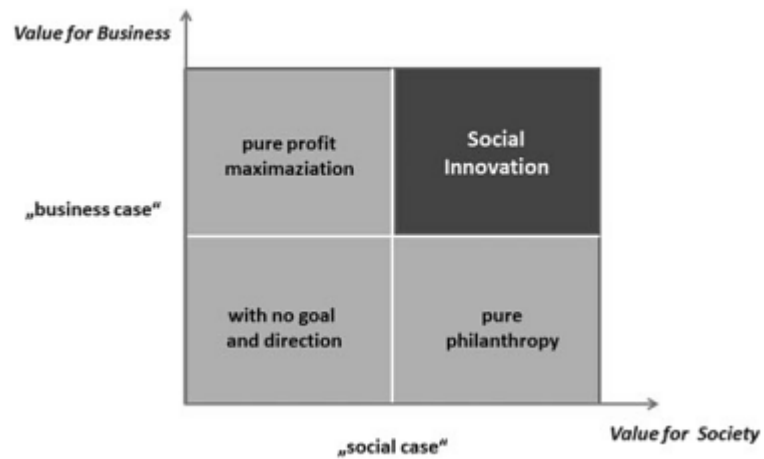 Value for Business
pure profit
maximaziation
Social
Innovation
„business case“
with no goal
and direction
pure
philanthropy
„social case“
Value for Society